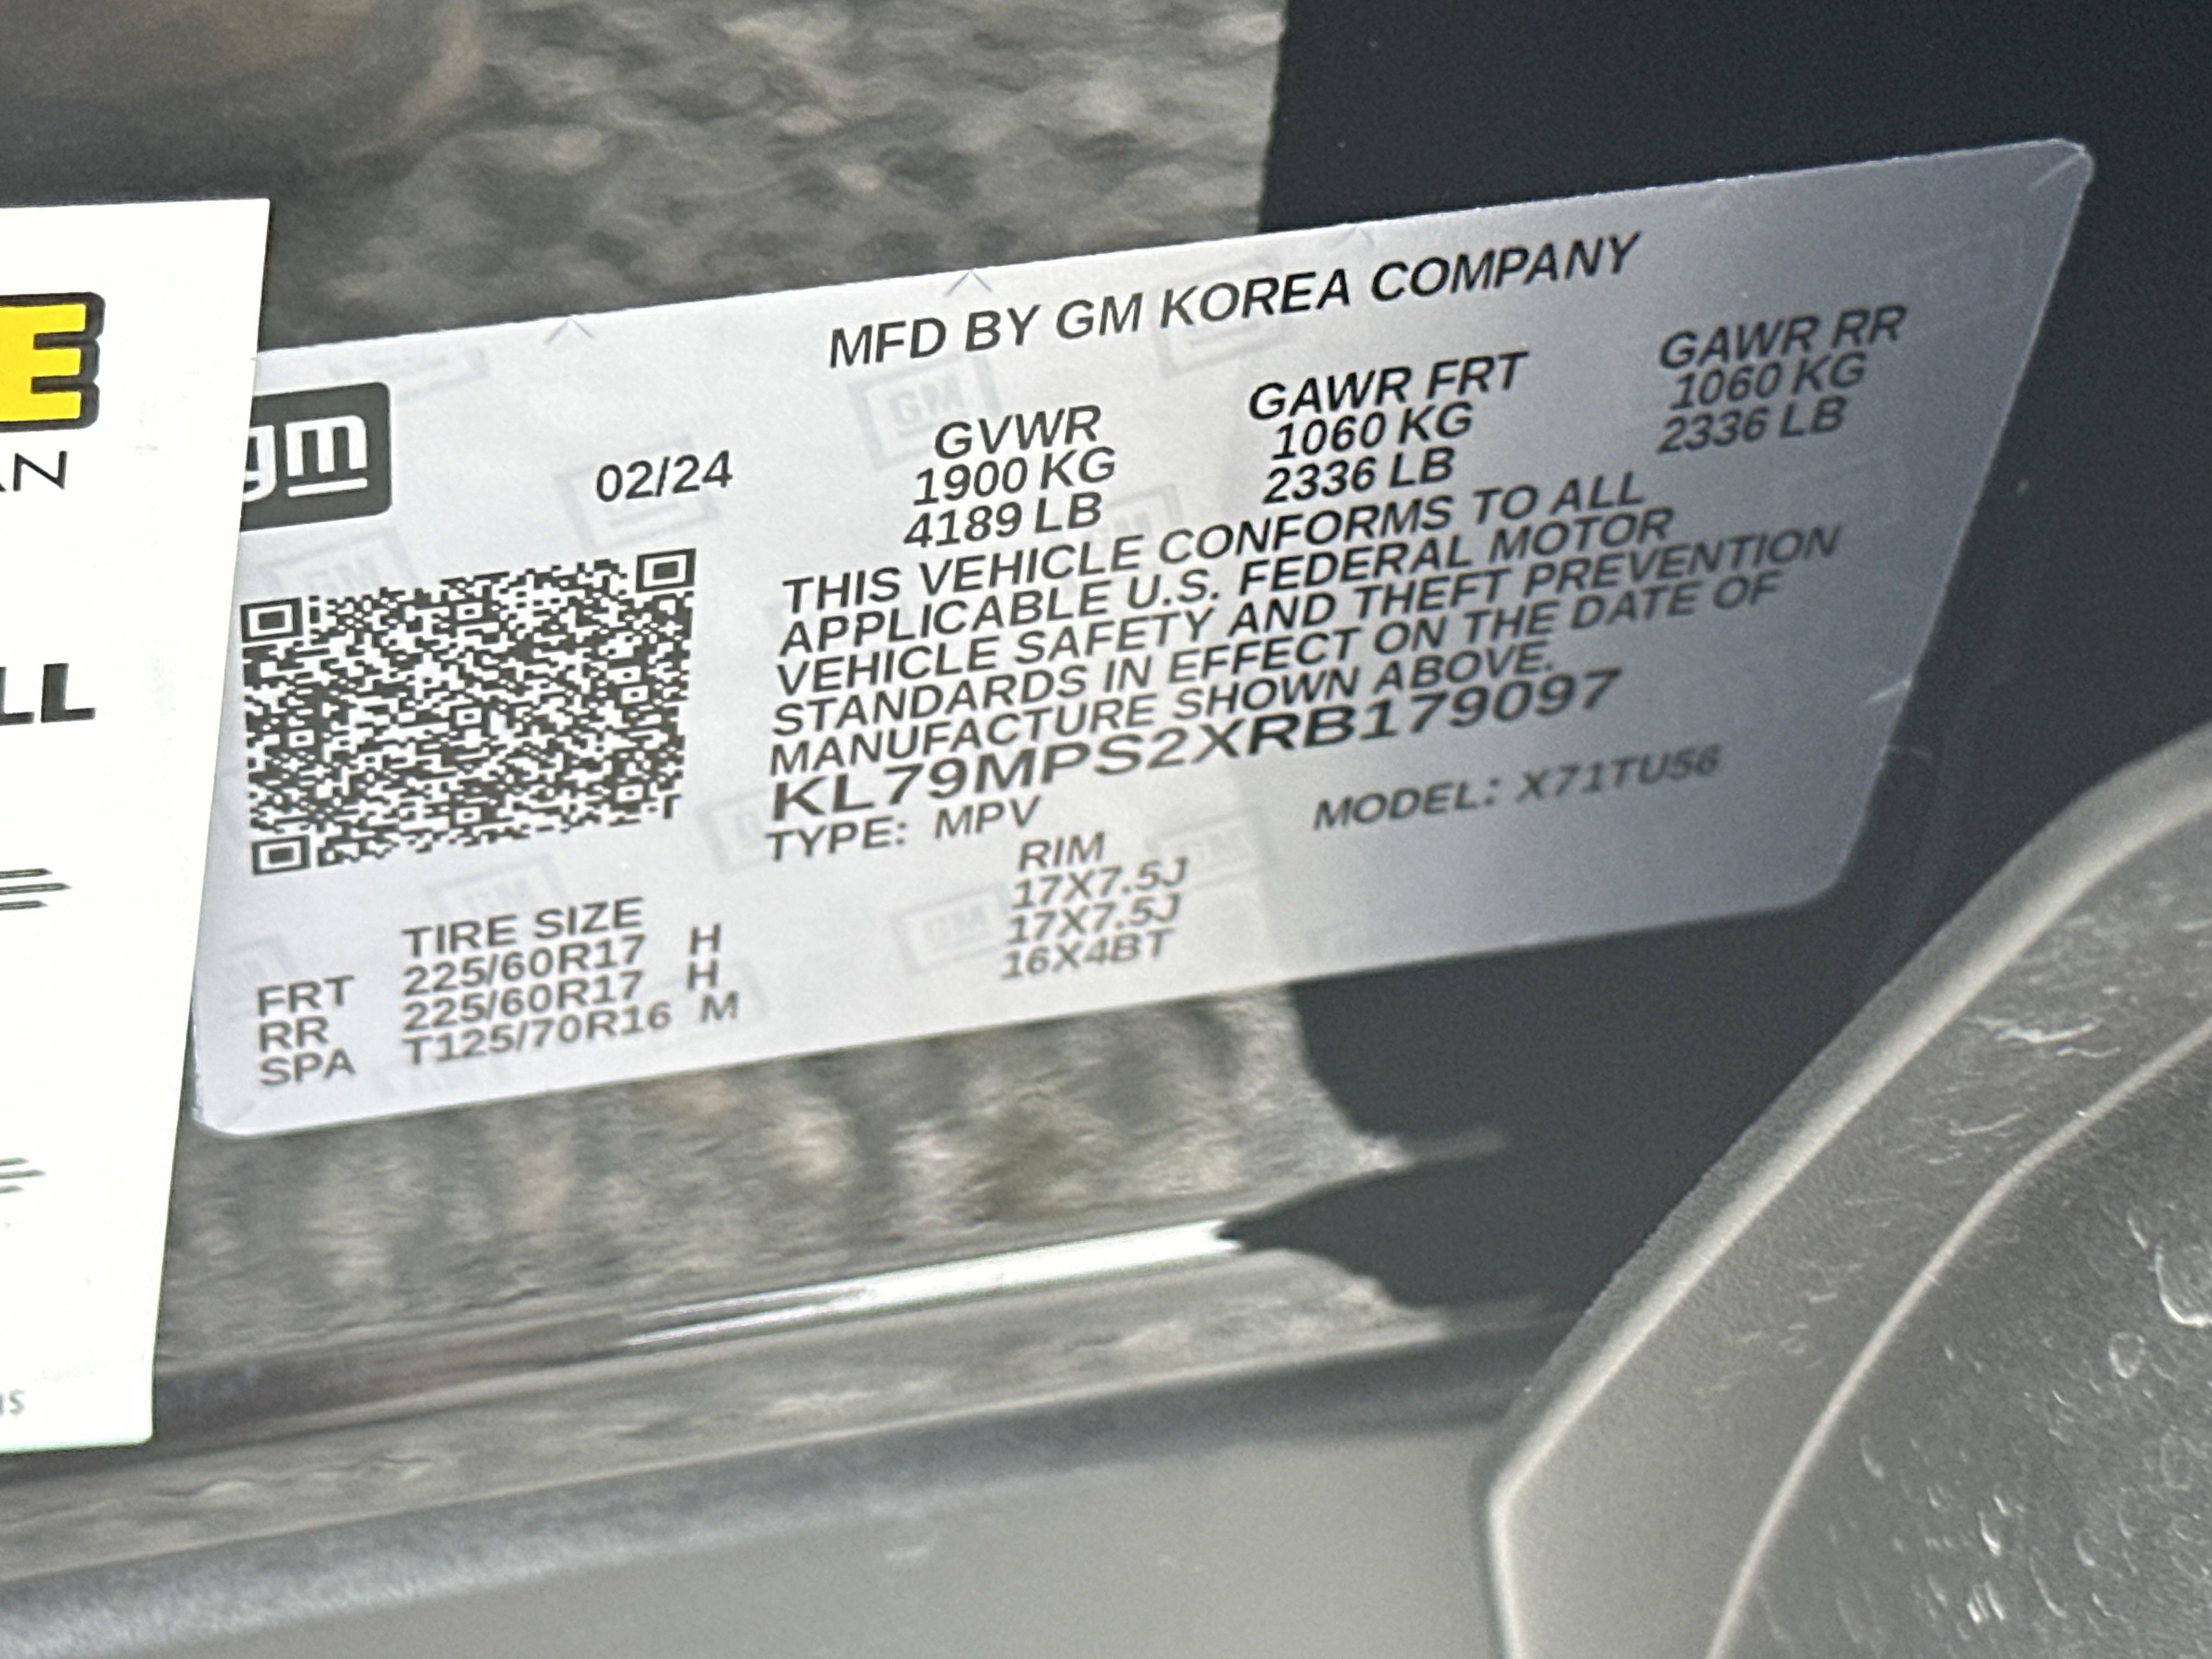 E
AN
LL
MFD BY GM KOREA COMPANY
gm
02/24
GVWR GAWR FRT GAWR RR
1900 KG 1060 KG 1060 KG
4189 LB 2336 LB 2336 LB
THIS VEHICLE CONFORMS TO ALL
APPLICABLE U.S. FEDERAL MOTOR
VEHICLE SAFETY AND THEFT PREVENTION
STANDARDS IN EFFECT ON THE DATE OF
MANUFACTURE SHOWN ABOVE.
KL79MPS2XRB179097
TYPE: MPV MODEL: X71TU56
TIRE SIZE RIM
FRT 225/60R17 H 17X7.5J
RR 225/60R17 H 17X7.5J
SPA T125/70R16 M 16X4BT